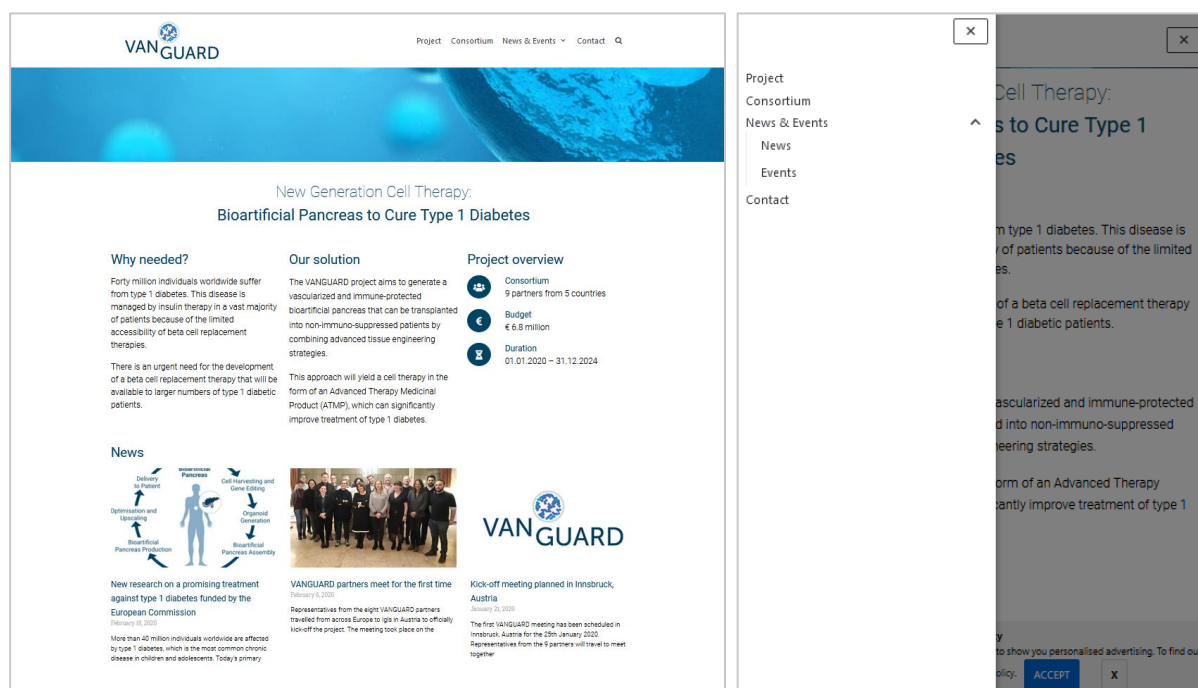 VANGUARD
Project Consortium News & Events Contact
New Generation Cell Therapy:
Bioartificial Pancreas to Cure Type 1 Diabetes
Why needed?
Forty million individuals worldwide suffer
from type 1 diabetes. This disease is
managed by insulin therapy in a vast majority
of patients because of the limited
accessibility of beta cell replacement
therapies.
There is an urgent need for the development
of a beta cell replacement therapy that will be
available to larger numbers of type 1 diabetic
patients.
Our solution
The VANGUARD project aims to generate a
vascularized and immune-protected
bioartificial pancreas that can be transplanted
into non-immuno-suppressed patients by
combining advanced tissue engineering
strategies.
This approach will yield a cell therapy in the
form of an Advanced Therapy Medicinal
Product (ATMP), which can significantly
improve treatment of type 1 diabetes.
Project overview
Consortium
9 partners from 5 countries
Budget
€ 6.8 million
Duration
01.01.2020 – 31.12.2024
News
Bioartificial
Pancreas
Cell Harvesting and
Gene Editing
Organoid
Generation
Bioartificial
Pancreas Assembly
Bioartificial
Pancreas Production
Optimisation and
Upscaling
Delivery
to Patient
New research on a promising treatment
against type 1 diabetes funded by the
European Commission
February 18, 2020
More than 40 million individuals worldwide are affected
by type 1 diabetes, which is the most common chronic
disease in children and adolescents. Today's primary
VANGUARD partners meet for the first time
February 6, 2020
Representatives from the eight VANGUARD partners
travelled from across Europe to Igls in Austria to officially
kick-off the project. The meeting took place on the
VANGUARD
Kick-off meeting planned in Innsbruck,
Austria
January 21, 2020
The first VANGUARD meeting has been scheduled in
Innsbruck, Austria for the 25th January 2020.
Representatives from the 9 partners will travel to meet
together
X
Project
Consortium
News & Events
News
Events
Contact
X
Cell Therapy:
s to Cure Type 1
es
m type 1 diabetes. This disease is
of patients because of the limited
es.
of a beta cell replacement therapy
e 1 diabetic patients.
ascularized and immune-protected
d into non-immuno-suppressed
neering strategies.
orm of an Advanced Therapy
cantly improve treatment of type 1
y
to show you personalised advertising. To find ou
olicy. ACCEPT X